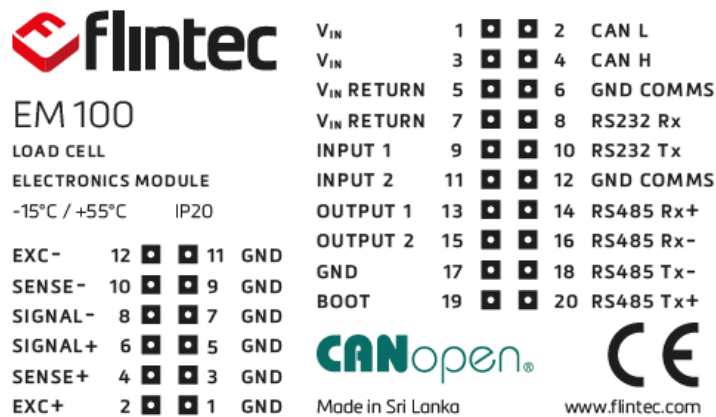 flintec
EM 100
LOAD CELL
ELECTRONICS MODULE
-15°C / +55°C IP20
EXC- 12 11 GND
SENSE- 10 9 GND
SIGNAL- 8 7 GND
SIGNAL+ 6 5 GND
SENSE+ 4 3 GND
EXC+ 2 1 GND
VIN 1 2 CAN L
VIN 3 4 CAN H
VIN RETURN 5 6 GND COMMS
VIN RETURN 7 8 RS232 Rx
INPUT 1 9 10 RS232 Tx
INPUT 2 11 12 GND COMMS
OUTPUT 1 13 14 RS485 Rx+
OUTPUT 2 15 16 RS485 Rx-
GND 17 18 RS485 Tx-
BOOT 19 20 RS485 Tx+
CANopen® CE
Made in Sri Lanka www.flintec.com